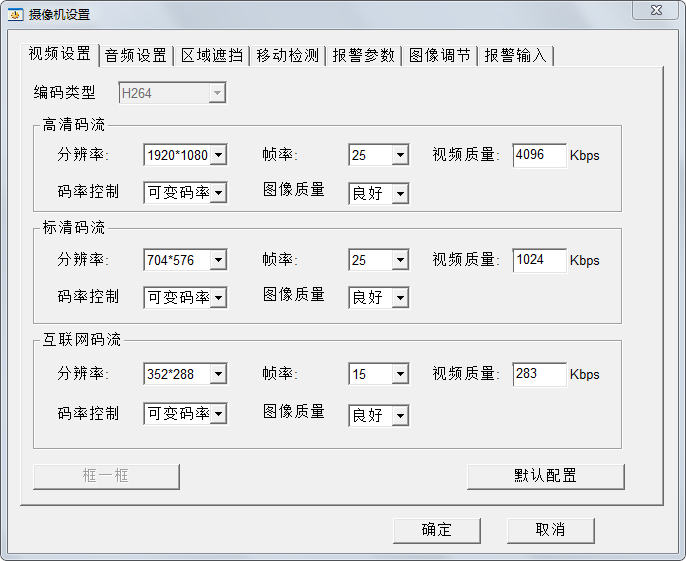 摄像机设置
视频设置 音频设置 区域遮挡 移动检测 报警参数 图像调节 报警输入
编码类型 H264
高清码流
分辨率: 1920*1080 帧率: 25 视频质量: 4096 Kbps
码率控制 可变码率 图像质量 良好
标清码流
分辨率: 704*576 帧率: 25 视频质量: 1024 Kbps
码率控制 可变码率 图像质量 良好
互联网码流
分辨率: 352*288 帧率: 15 视频质量: 283 Kbps
码率控制 可变码率 图像质量 良好
框一框 默认配置
确定 取消